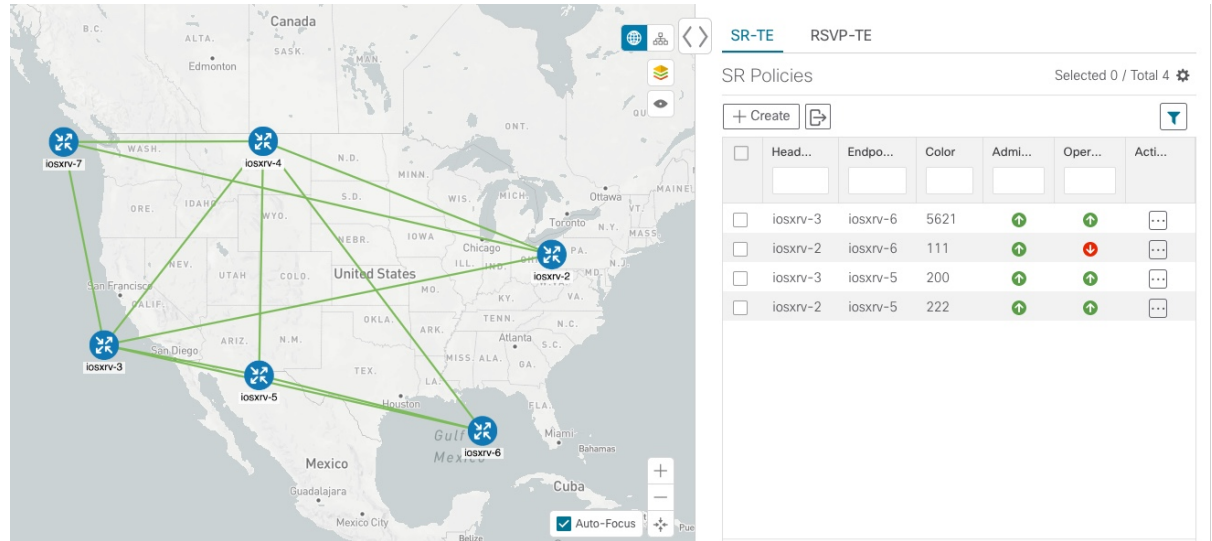 Canada
B.C.
ALTA.
SASK.
MAN.
Edmonton
ONT.
QU
iosxrv-7
WASH.
iosxrv-4
N.D.
MINN.
MAINE
ORE.
IDAHO
S.D.
WIS.
MICH.
Ottawa
VT.
WYO.
Toronto
N.Y.
MASS
NEBR.
IOWA
Chicago
iosxrv-2
PA.
N.J.
NEV.
UTAH
COLO.
United States
ILL.
IND.
OH
MD.
San Francisco
CALIF.
MO.
KY.
VA.
OKLA.
TENN.
N.C.
ARIZ.
N.M.
ARK.
Atlanta
S.C.
iosxrv-3
San Diego
MISS.
ALA.
GA.
TEX.
LA.
iosxrv-5
Houston
FLA.
Gulf
Mexico
iosxrv-6
Miami
Bahamas
Mexico
Guadalajara
Cuba
Mexico City
Auto-Focus
Pue
Belize
SR-TE RSVP-TE
SR Policies Selected 0 / Total 4
+ Create
Head... Endpo... Color Admi... Oper... Acti...
iosxrv-3 iosxrv-6 5621
iosxrv-2 iosxrv-6 111
iosxrv-3 iosxrv-5 200
iosxrv-2 iosxrv-5 222